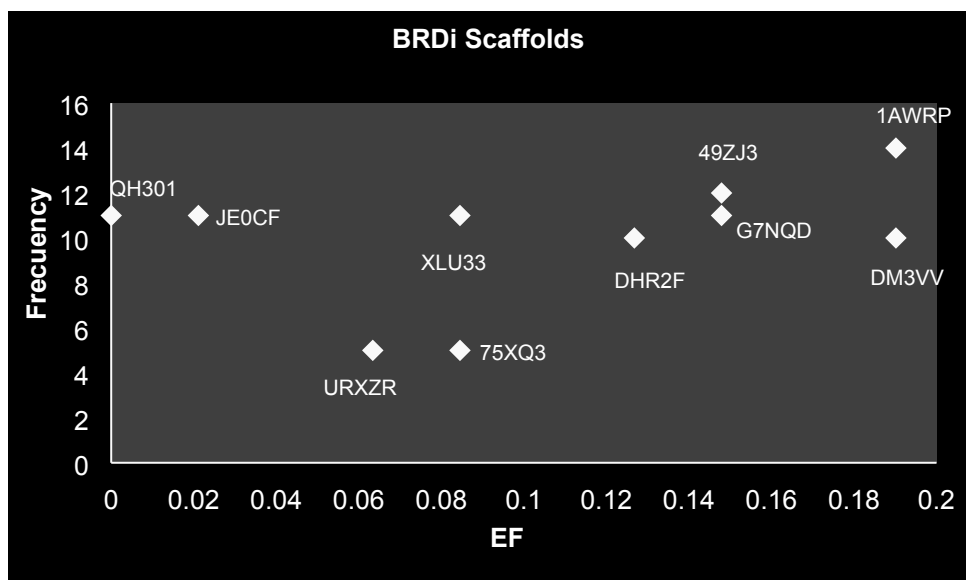 BRDi Scaffolds
Frecuency
16
14
12
10
8
6
4
2
0
1AWRP
49ZJ3
QH301
JE0CF
G7NQD
XLU33
DHR2F
DM3VV
75XQ3
URXZR
0 0.02 0.04 0.06 0.08 0.1 0.12 0.14 0.16 0.18 0.2
EF